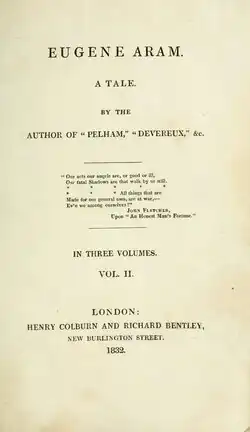 EUGENE ARAM.
A TALE.
BY THE
AUTHOR OF "PELHAM," "DEVEREUX," &c.
"Our acts our angels are, or good or ill,
Our fatal Shadows are that walk by us still.
* * * * *
* * * All things that are
Made for our general uses, are at war,—
Ev'n we among ourselves!"
JOHN FLETCHER,
Upon "An Honest Man's Fortune."
IN THREE VOLUMES.
VOL. II.
LONDON:
HENRY COLBURN AND RICHARD BENTLEY,
NEW BURLINGTON STREET.
1832.